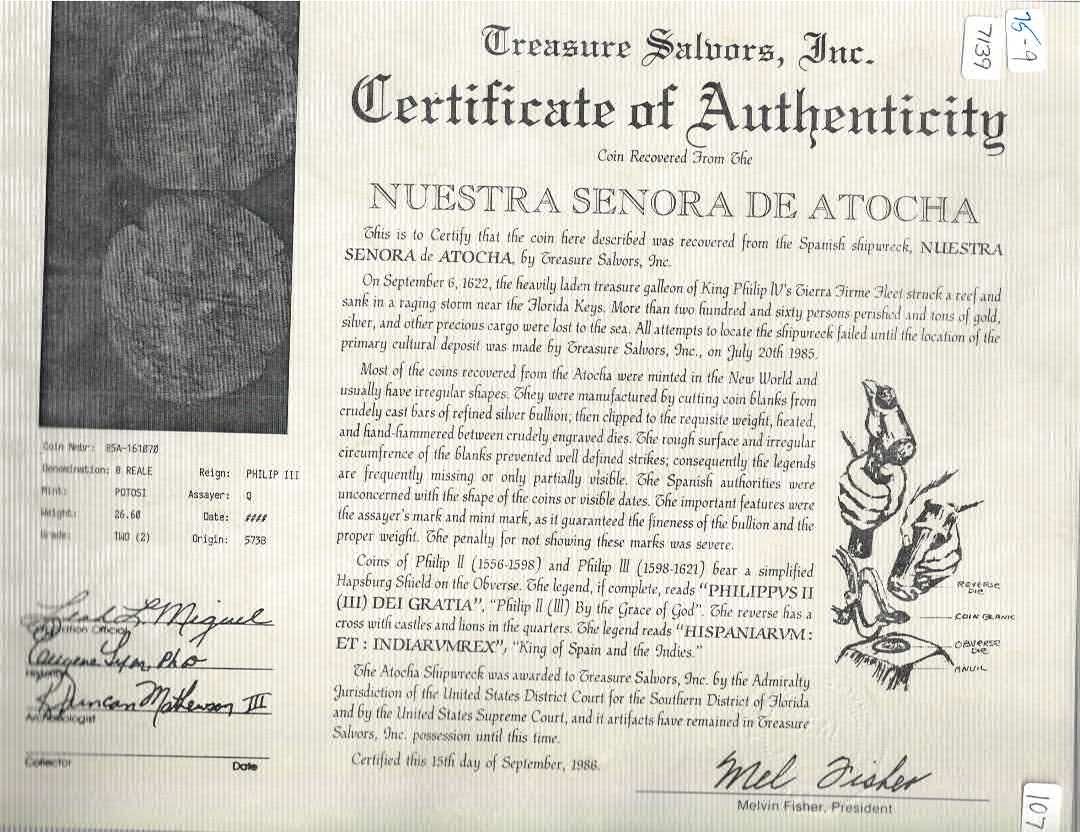 Treasure Salvors, Inc.
Certificate of Authenticity
Coin Recovered From The
NUESTRA SENORA DE ATOCHA
This is to Certify that the coin here described was recovered from the Spanish shipwreck, NUESTRA
SENORA de ATOCHA, by Treasure Salvors, Inc.
On September 6, 1622, the heavily laden treasure galleon of King Philip IV's Tierra Firme Fleet struck a reef and
sank in a raging storm near the Florida Keys. More than two hundred and sixty persons perished and tons of gold,
silver, and other precious cargo were lost to the sea. All attempts to locate the shipwreck failed until the location of the
primary cultural deposit was made by Treasure Salvors, Inc., on July 20th 1985.
Most of the coins recovered from the Atocha were minted in the New World and
usually have irregular shapes. They were manufactured by cutting coin blanks from
crudely cast bars of refined silver bullion; then clipped to the requisite weight, heated,
and hand-hammered between crudely engraved dies. The rough surface and irregular
circumfrence of the blanks prevented well defined strikes; consequently the legends
are frequently missing or only partially visible. The Spanish authorities were
unconcerned with the shape of the coins or visible dates. The important features were
the assayer's mark and mint mark, as it guaranteed the fineness of the bullion and the
proper weight. The penalty for not showing these marks was severe.
Coins of Philip II (1556-1598) and Philip III (1598-1621) bear a simplified
Hapsburg Shield on the Obverse. The legend, if complete, reads "PHILIPPVS II
(III) DEI GRATIA", "Philip II (III) By the Grace of God". The reverse has a
cross with castles and lions in the quarters. The legend reads "HISPANIARVM:
ET: INDIARVMREX", "King of Spain and the Indies."
The Atocha Shipwreck was awarded to Treasure Salvors, Inc. by the Admiralty
Jurisdiction of the United States District Court for the Southern District of Florida
and by the United States Supreme Court, and it artifacts have remained in Treasure
Salvors, Inc. possession until this time.
Certified this 15th day of September, 1986.
Mel Fisher
Melvin Fisher, President
Coin Nmbr: 85A-161070
Denomination: 8 REALE
Reign: PHILIP III
Mint: POTOSI
Assayer: Q
Weight: 26.60
Date: ####
Grade: TWO (2)
Origin: 573B
Leah L. Miguel
Eugene Lyon, PhD
R. Duncan Mathewson III
Archaeologist
Collector
Date
REVERSE DIE
COIN BLANK
OBVERSE DIE
ANVIL
7139
76-9
107